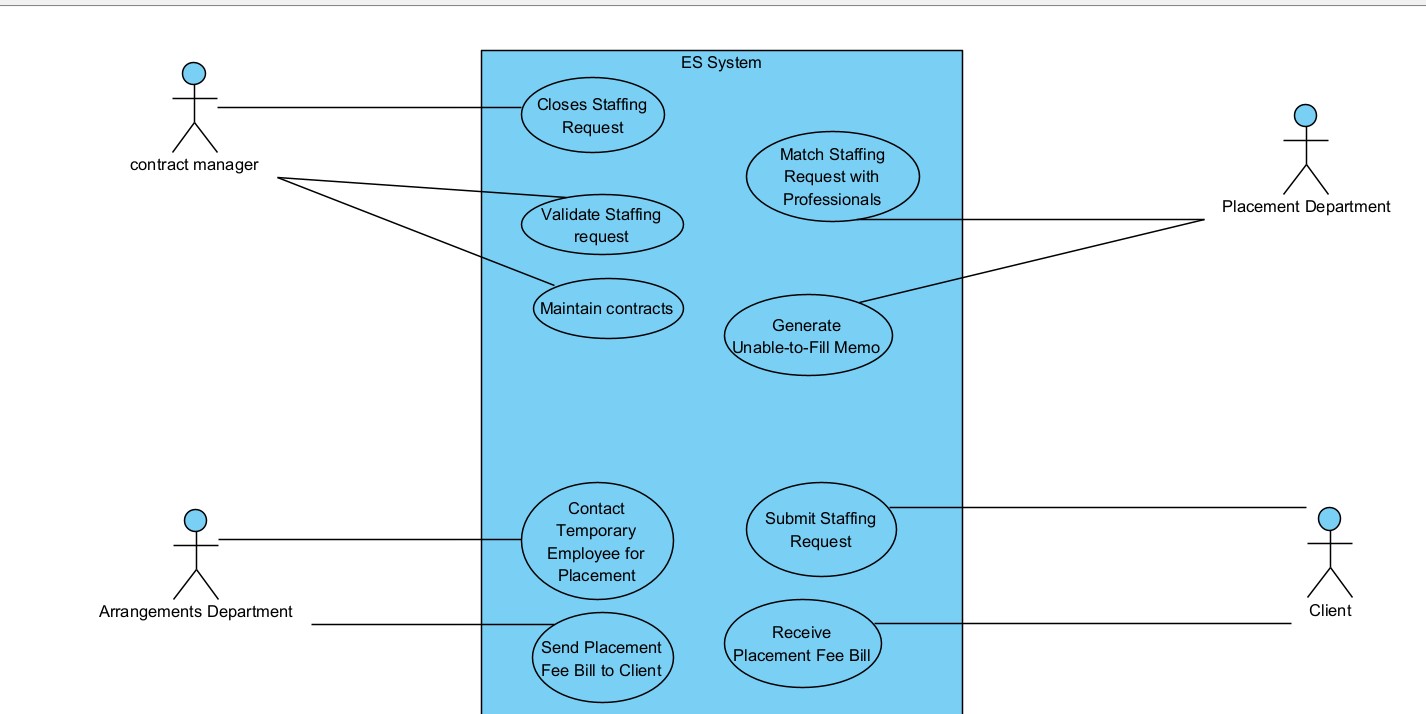 ES System
contract manager
Closes Staffing
Request
Validate Staffing
request
Maintain contracts
Match Staffing
Request with
Professionals
Generate
Unable-to-Fill Memo
Placement Department
Arrangements Department
Contact
Temporary
Employee for
Placement
Send Placement
Fee Bill to Client
Submit Staffing
Request
Receive
Placement Fee Bill
Client